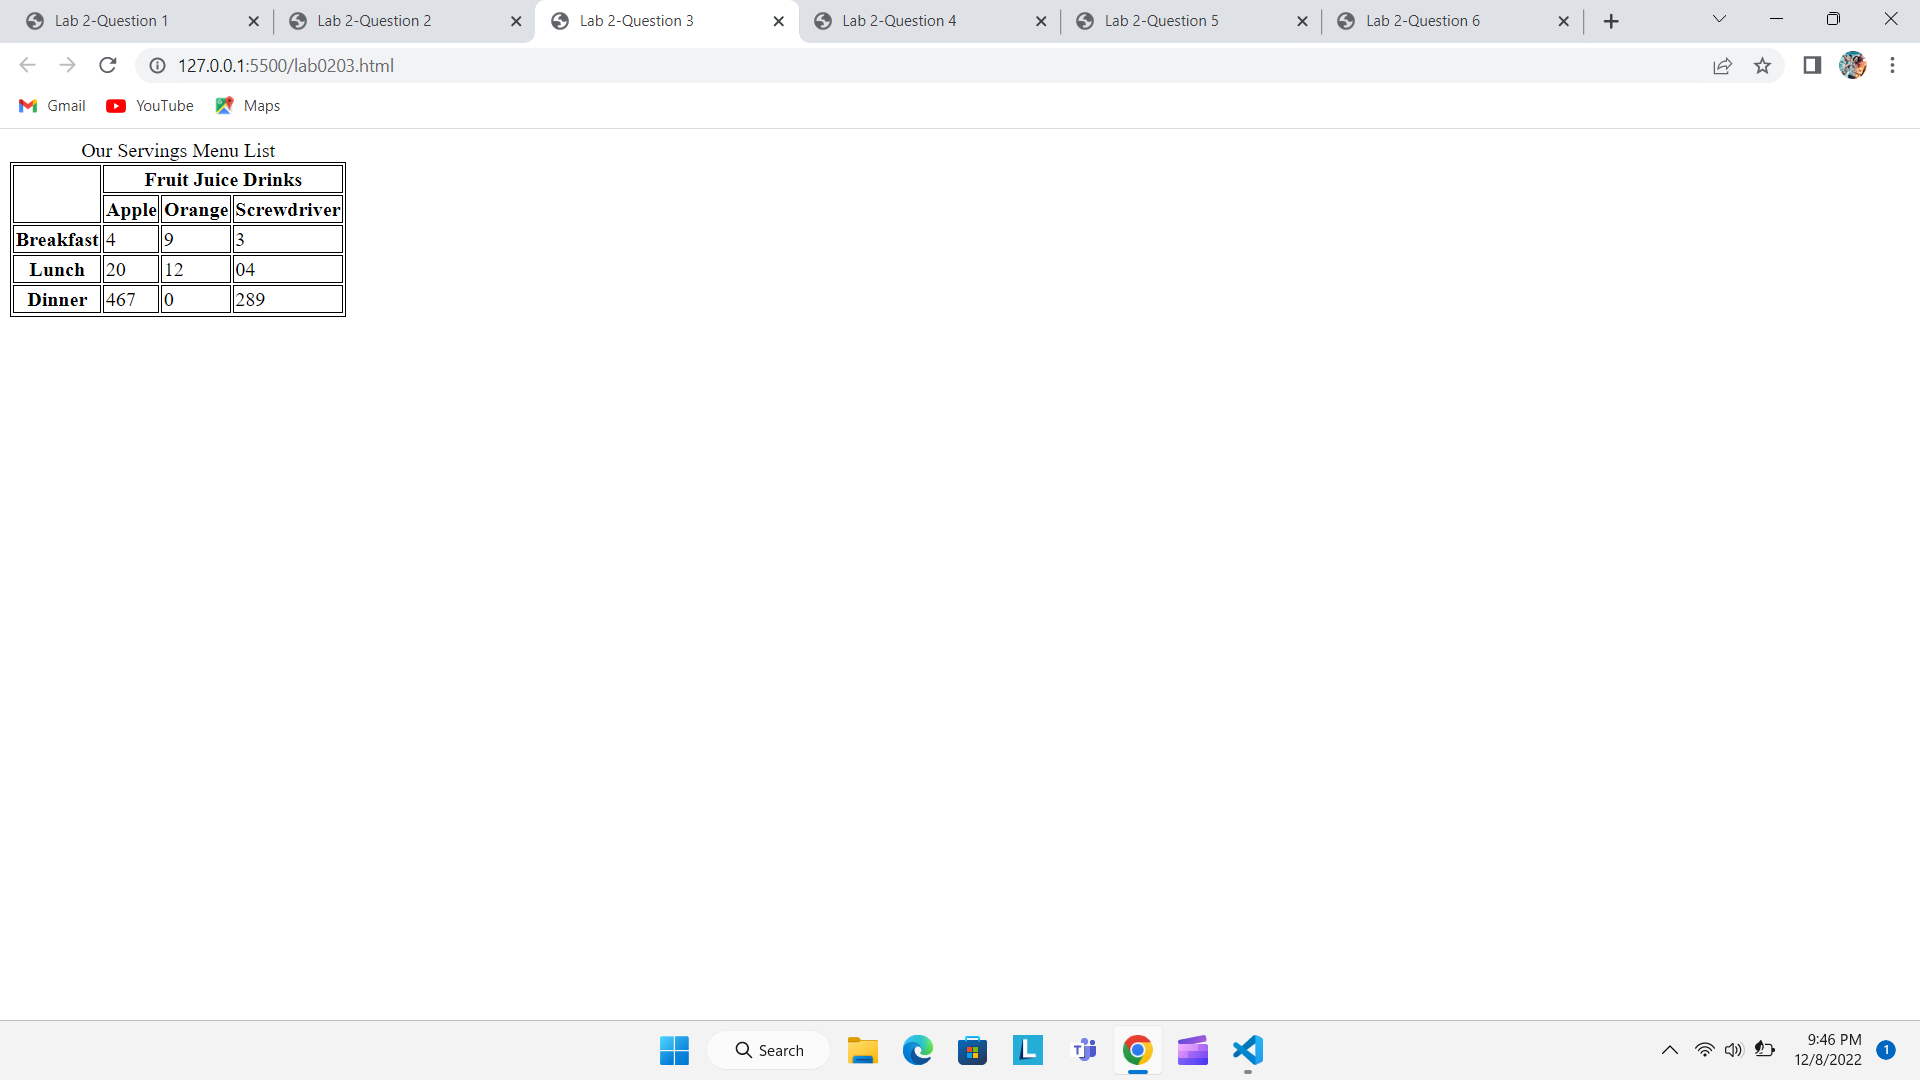 Lab 2-Question 1 Lab 2-Question 2 Lab 2-Question 3 Lab 2-Question 4 Lab 2-Question 5 Lab 2-Question 6
127.0.0.1:5500/lab0203.html
Gmail YouTube Maps
Our Servings Menu List
Fruit Juice Drinks
Apple Orange Screwdriver
Breakfast 4 9 3
Lunch 20 12 04
Dinner 467 0 289
Search
9:46 PM
12/8/2022
1